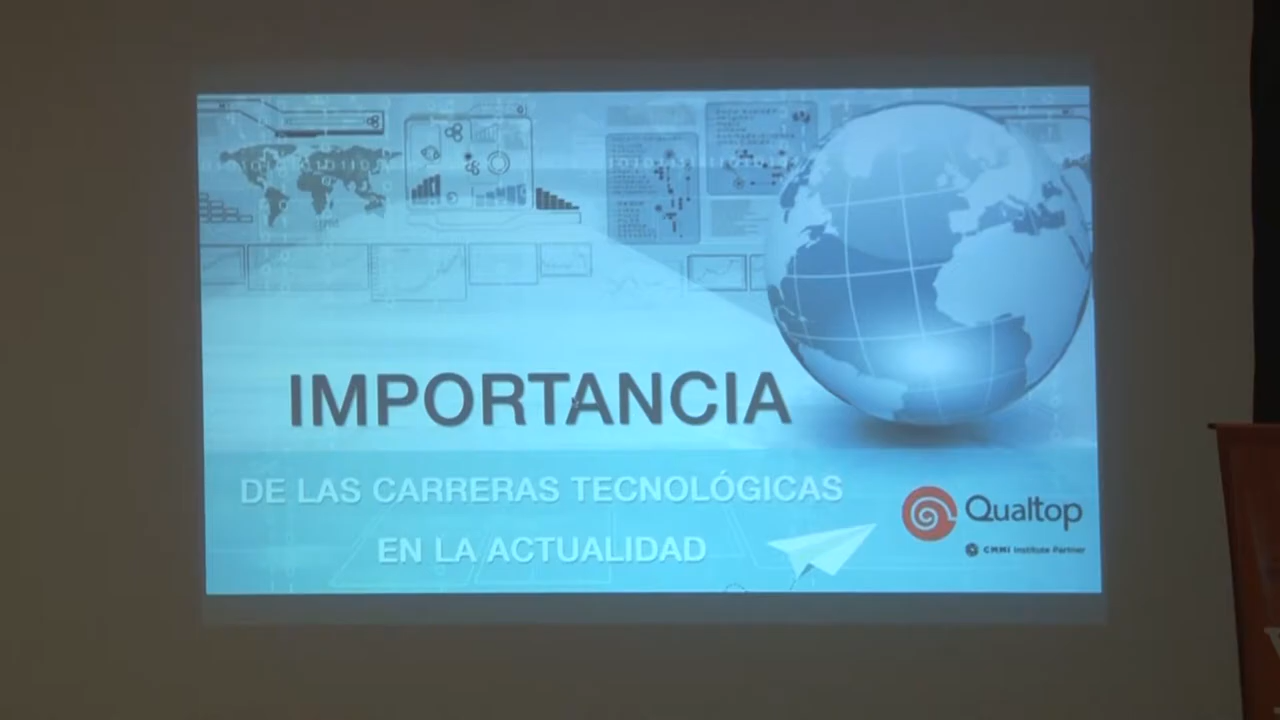 IMPORTANCIA
DE LAS CARRERAS TECNOLÓGICAS
EN LA ACTUALIDAD
Qualtop
CMMI Institute Partner